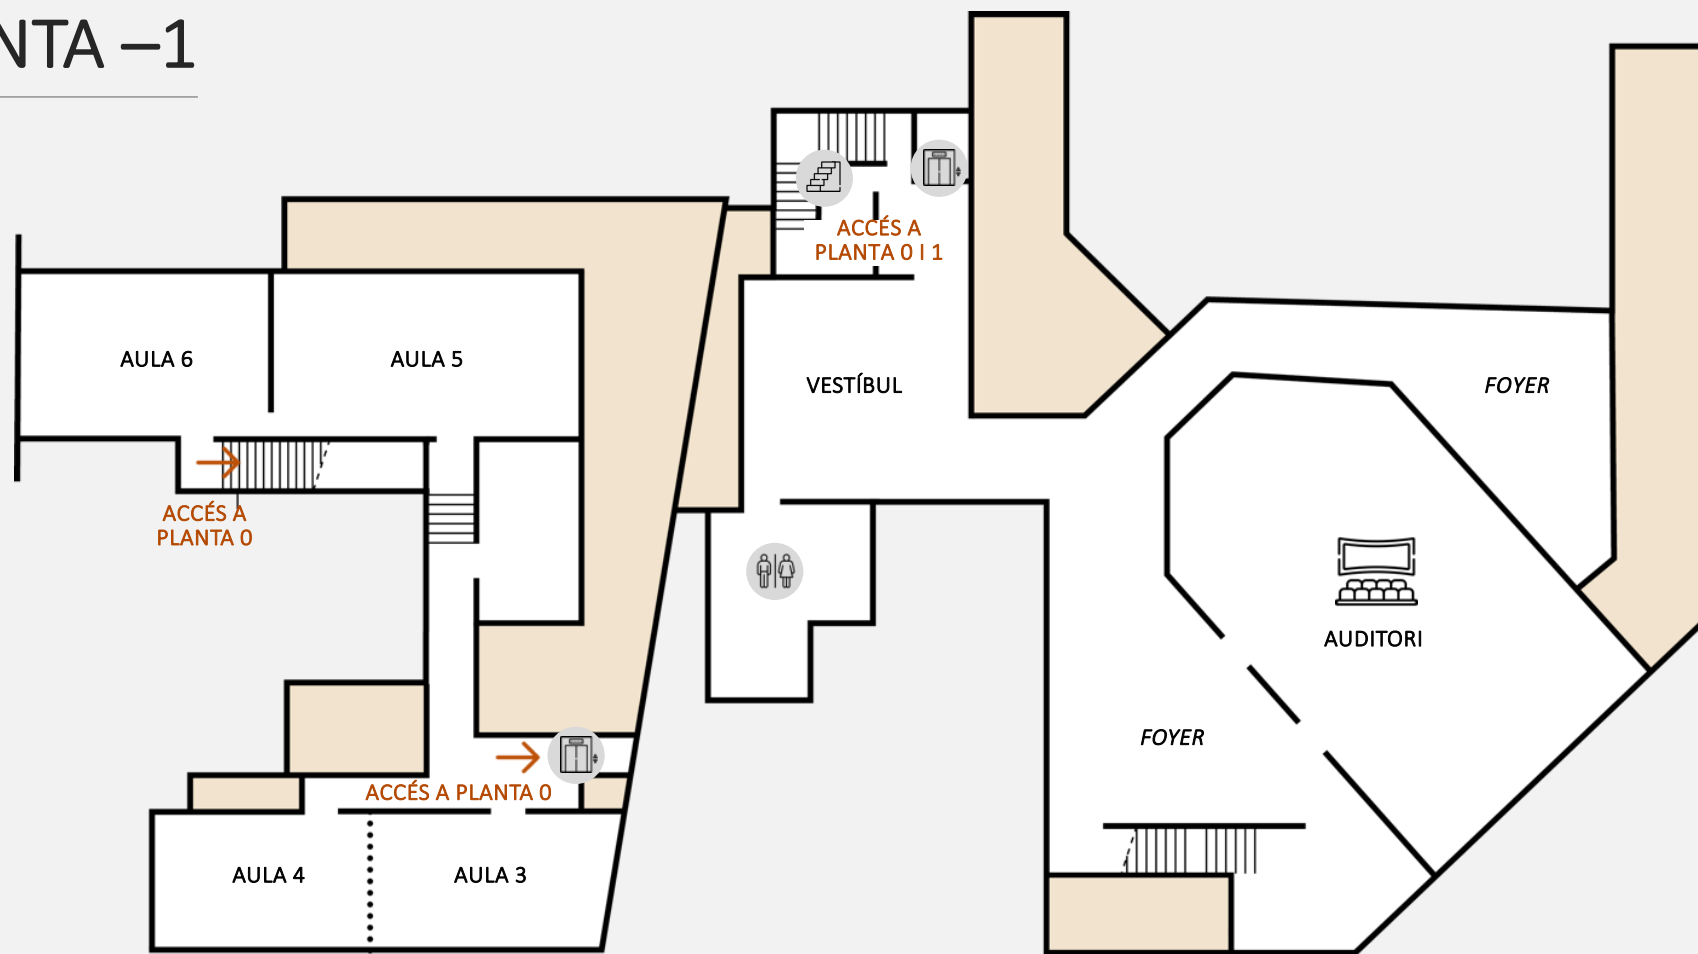 NTA –1
ACCÉS A
PLANTA 0 I 1
AULA 6
AULA 5
VESTÍBUL
FOYER
ACCÉS A
PLANTA 0
AUDITORI
FOYER
ACCÉS A PLANTA 0
AULA 4
AULA 3